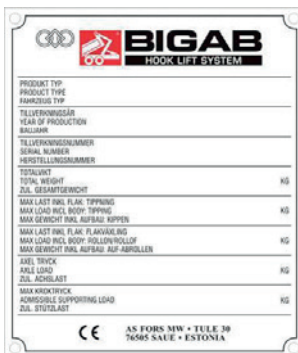 BIGAB
HOOK LIFT SYSTEM
PRODUKT TYP
PRODUCT TYPE
FAHRZEUG TYP
TILLVERKNINGSÅR
YEAR OF PRODUCTION
BAUJAHR
TILLVERKNINGSNUMMER
SERIAL NUMBER
HERSTELLUNGSNUMMER
TOTALVIKT
TOTAL WEIGHT KG
ZUL. GESAMTGEWICHT
MAX LAST INKL FLAK: TIPPNING
MAX LOAD INCL BODY: TIPPING KG
MAX GEWICHT INKL AUFBAU: KIPPEN
MAX LAST INKL FLAK: FLAKVÄXLING
MAX LOAD INCL BODY: ROLLON/ROLLOF KG
MAX GEWICHT INKL AUFBAU: AUF-ABROLLEN
AXEL TRYCK
AXLE LOAD KG
ZUL. ACHSLAST
MAX KROKTRYCK
ADMISSIBLE SUPPORTING LOAD KG
ZUL. STÜTZLAST
CE AS FORS MW • TULE 30
76505 SAUE • ESTONIA